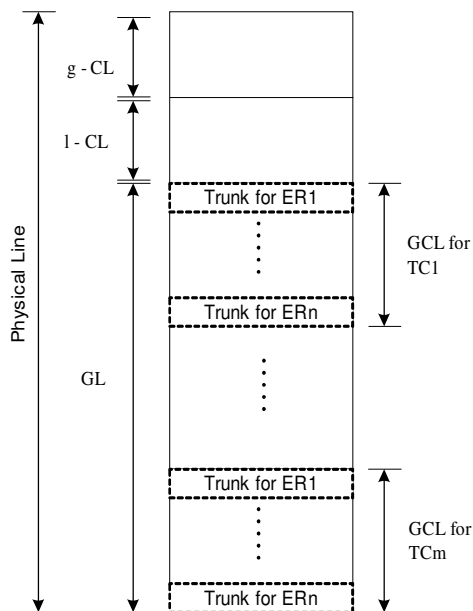 g - CL
l - CL
Trunk for ER1
GCL for
TC1
Physical Line
Trunk for ERn
GL
Trunk for ER1
GCL for
TCm
Trunk for ERn